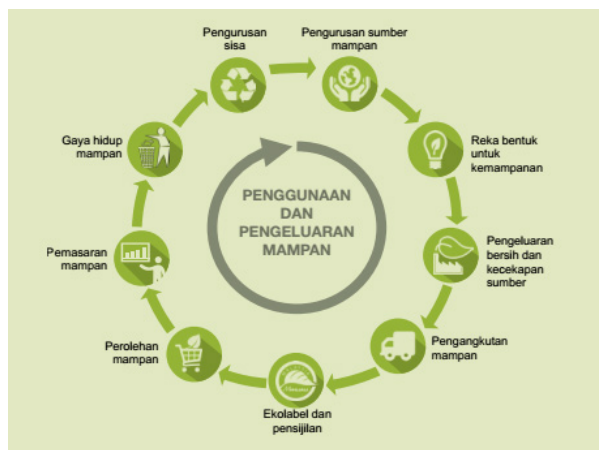 Pengurusan
sisa
Pengurusan sumber
mampan
Reka bentuk
untuk
kemampanan
Pengeluaran
bersih dan
kecekapan
sumber
Pengangkutan
mampan
Ekolabel dan
pensijilan
Perolehan
mampan
Pemasaran
mampan
Gaya hidup
mampan
PENGGUNAAN
DAN
PENGELUARAN
MAMPAN